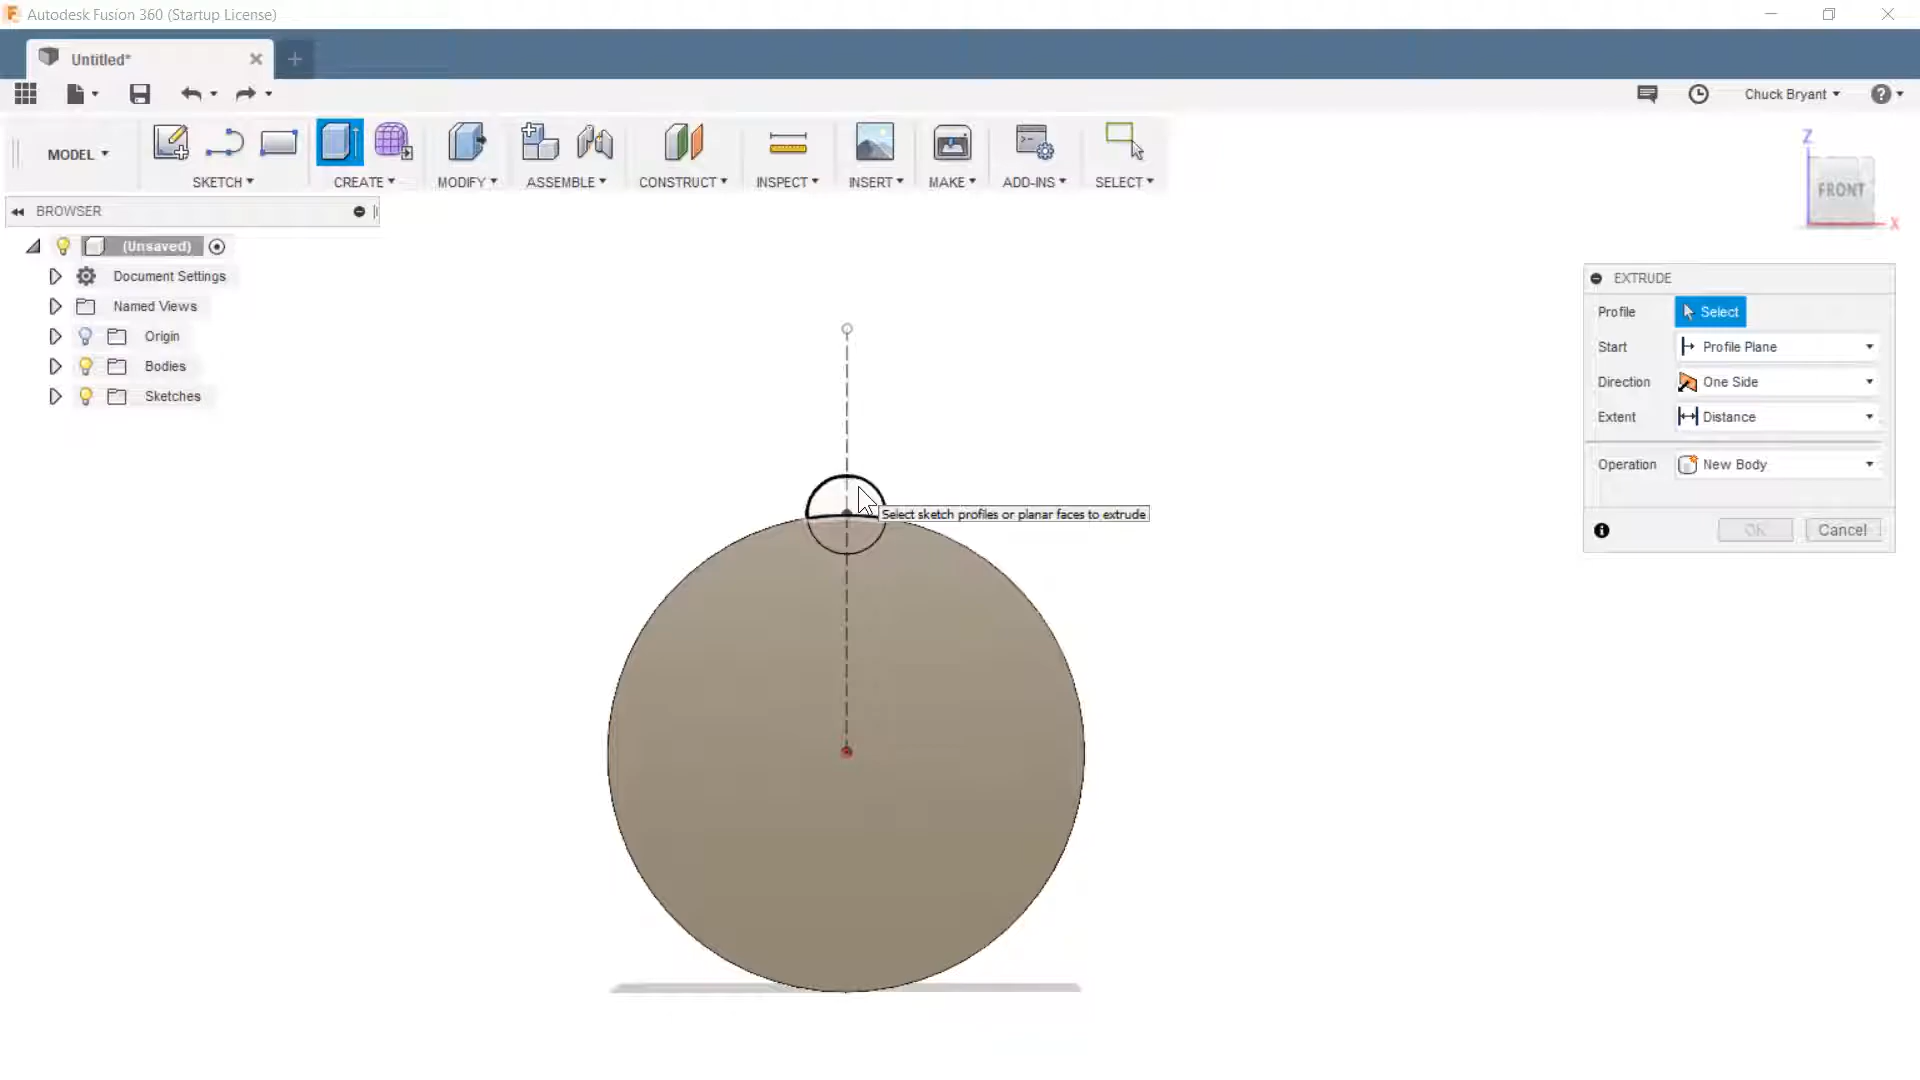 Autodesk Fusion 360 (Startup License)
Untitled*
Chuck Bryant
MODEL
SKETCH
CREATE
MODIFY
ASSEMBLE
CONSTRUCT
INSPECT
INSERT
MAKE
ADD-INS
SELECT
Z
FRONT
X
BROWSER
(Unsaved)
Document Settings
Named Views
Origin
Bodies
Sketches
EXTRUDE
Profile Select
Start Profile Plane
Direction One Side
Extent Distance
Operation New Body
OK Cancel
Select sketch profiles or planar faces to extrude